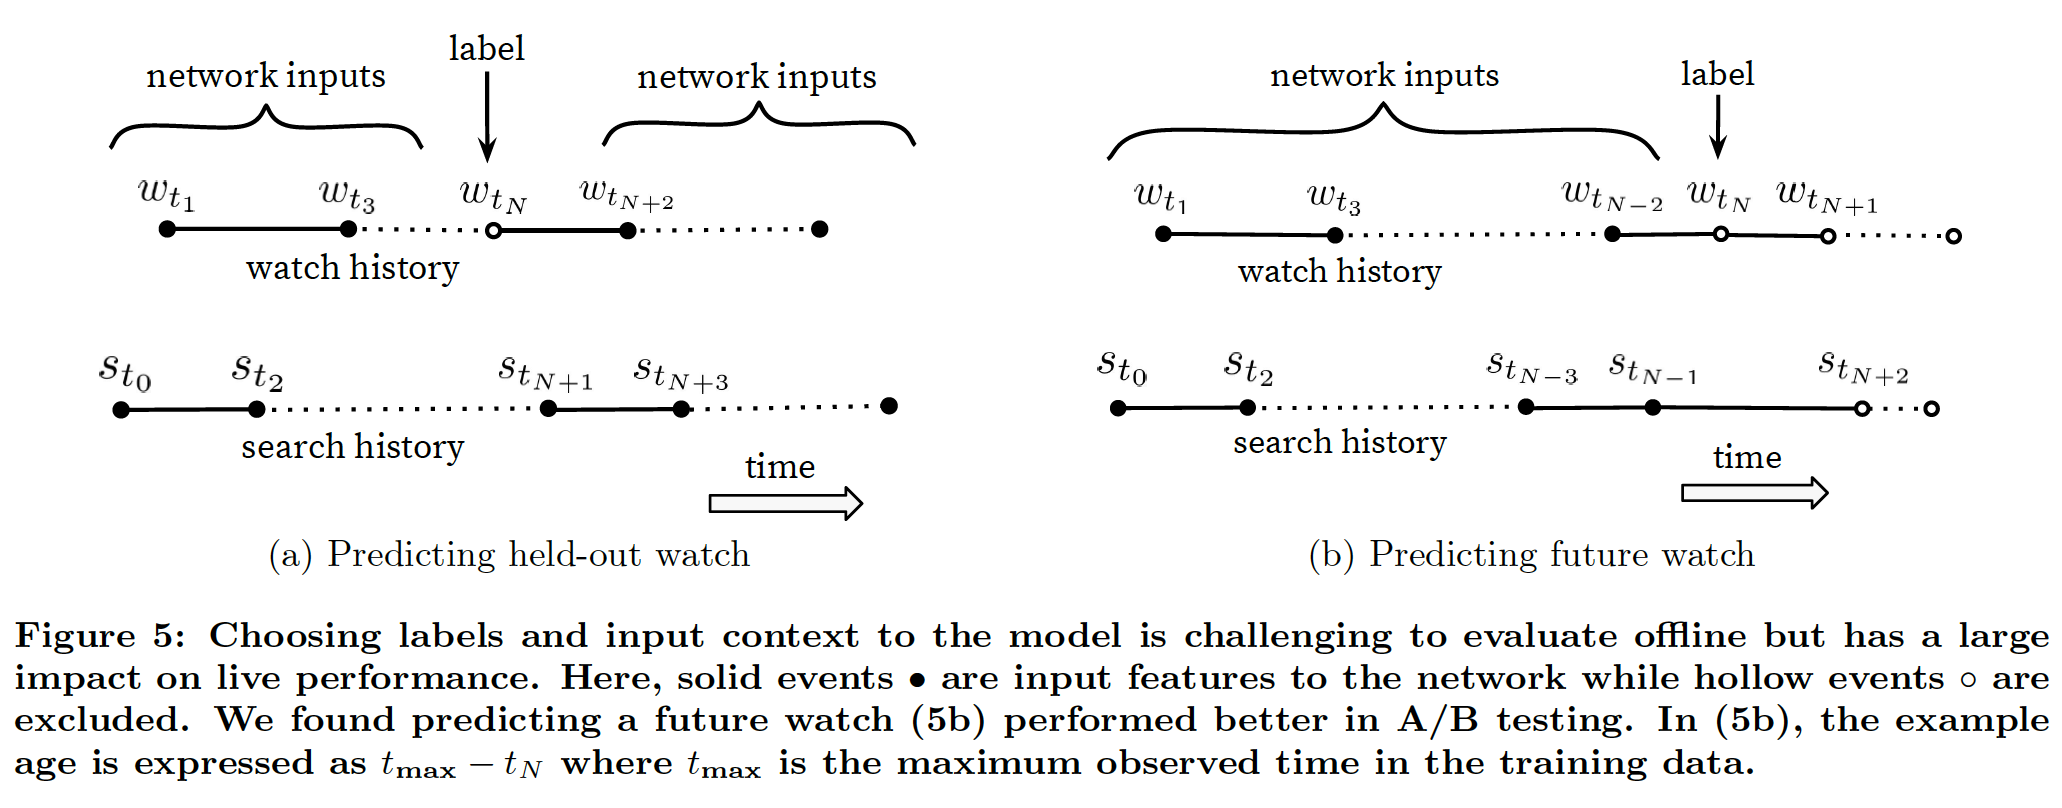 label
network inputs
network inputs
w_{t_1} w_{t_3} w_{t_N} w_{t_{N+2}}
watch history
s_{t_0} s_{t_2} s_{t_{N+1}} s_{t_{N+3}}
search history
time
(a) Predicting held-out watch
network inputs
label
w_{t_1} w_{t_3} w_{t_{N-2}} w_{t_N} w_{t_{N+1}}
watch history
s_{t_0} s_{t_2} s_{t_{N-3}} s_{t_{N-1}} s_{t_{N+2}}
search history
time
(b) Predicting future watch
Figure 5: Choosing labels and input context to the model is challenging to evaluate offline but has a large
impact on live performance. Here, solid events • are input features to the network while hollow events ○ are
excluded. We found predicting a future watch (5b) performed better in A/B testing. In (5b), the example
age is expressed as t_{max} − t_N where t_{max} is the maximum observed time in the training data.